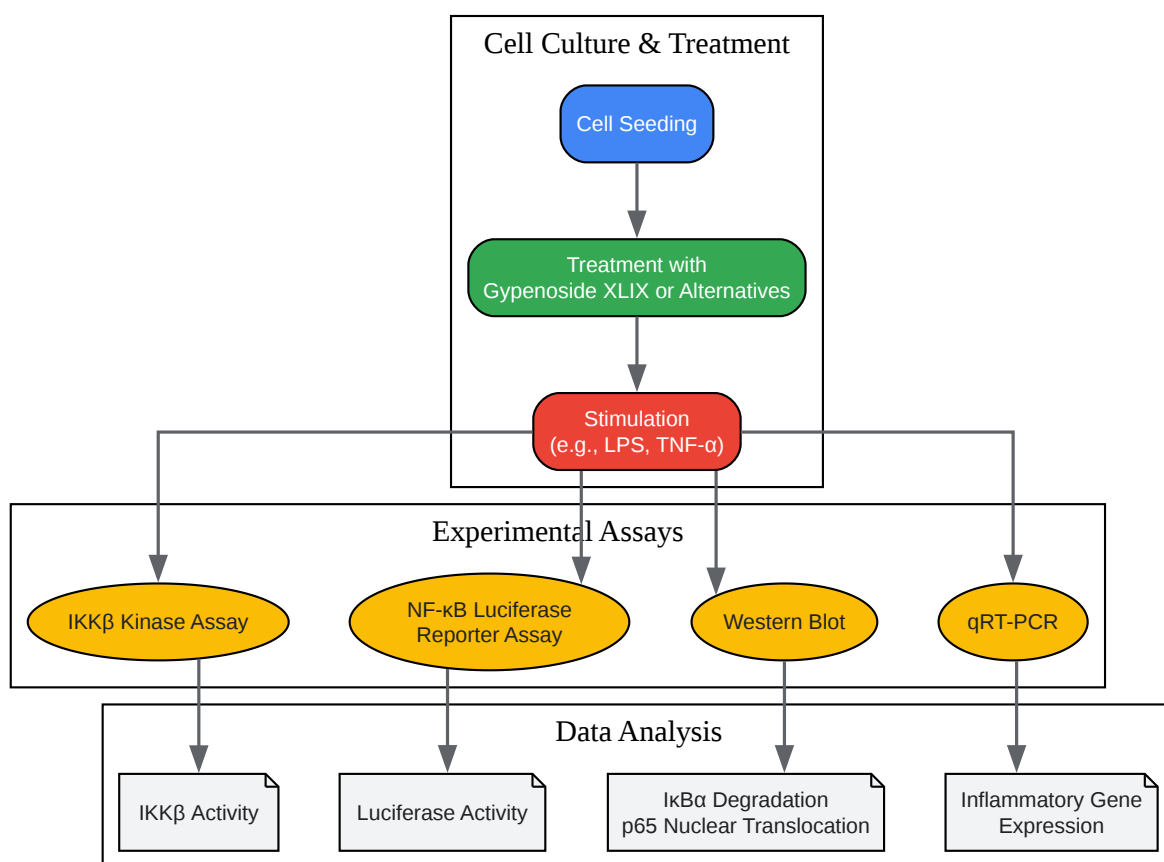 Cell Culture & Treatment
Cell Seeding
Treatment with
Gypenoside XLIX or Alternatives
Stimulation
(e.g., LPS, TNF-α)
Experimental Assays
IKKβ Kinase Assay
NF-κB Luciferase
Reporter Assay
Western Blot
qRT-PCR
Data Analysis
IKKβ Activity
Luciferase Activity
IκBα Degradation
p65 Nuclear Translocation
Inflammatory Gene
Expression